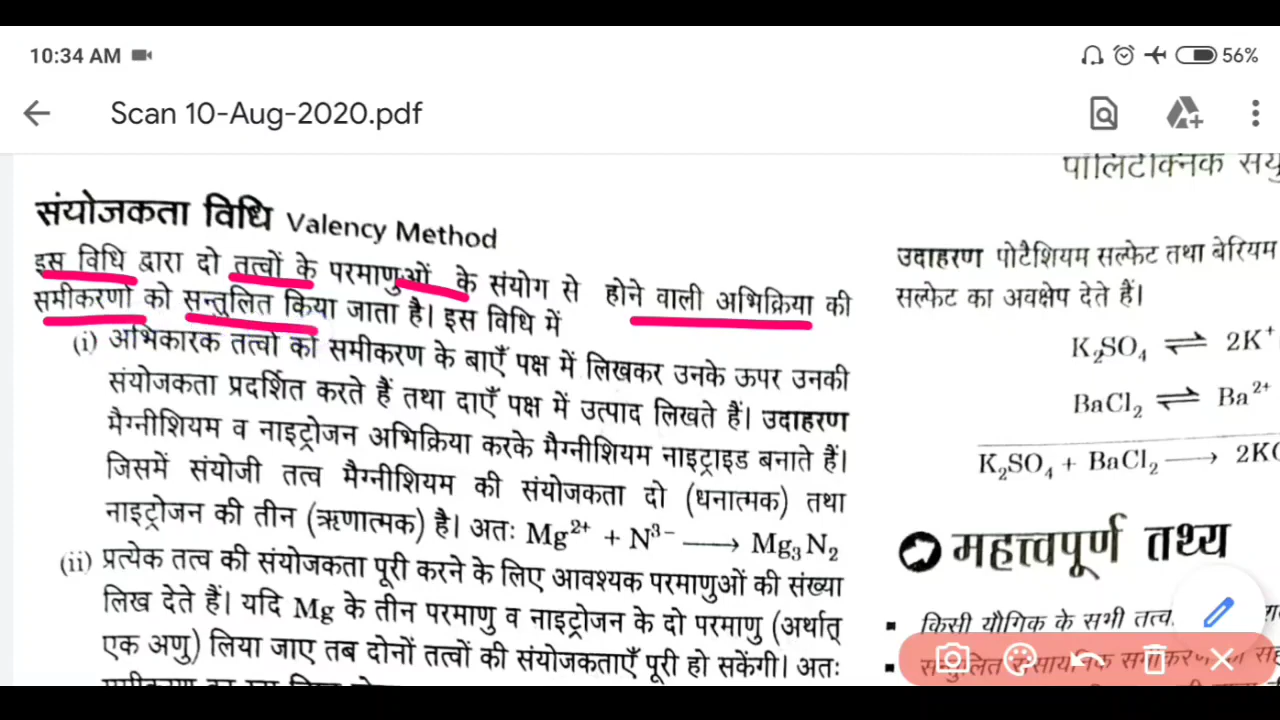 10:34 AM
56%
Scan 10-Aug-2020.pdf
संयोजकता विधि Valency Method
इस विधि द्वारा दो तत्वों के परमाणुओं के संयोग से होने वाली अभिक्रिया की
समीकरणों को सन्तुलित किया जाता है। इस विधि में
(i) अभिकारक तत्वों को समीकरण के बाएँ पक्ष में लिखकर उनके ऊपर उनकी
संयोजकता प्रदर्शित करते हैं तथा दाएँ पक्ष में उत्पाद लिखते हैं। उदाहरण
मैग्नीशियम व नाइट्रोजन अभिक्रिया करके मैग्नीशियम नाइट्राइड बनाते हैं।
जिसमें संयोजी तत्व मैग्नीशियम की संयोजकता दो (धनात्मक) तथा
नाइट्रोजन की तीन (ऋणात्मक) है। अतः Mg²⁺ + N³⁻ ⟶ Mg₃N₂
(ii) प्रत्येक तत्व की संयोजकता पूरी करने के लिए आवश्यक परमाणुओं की संख्या
लिख देते हैं। यदि Mg के तीन परमाणु व नाइट्रोजन के दो परमाणु (अर्थात्
एक अणु) लिया जाए तब दोनों तत्वों की संयोजकताएँ पूरी हो सकेंगी। अतः
पॉलिटेक्निक
उदाहरण पोटैशियम सल्फेट तथा बेरियम
सल्फेट का अवक्षेप देते हैं।
K₂SO₄ ⇌ 2K⁺
BaCl₂ ⇌ Ba²⁺
K₂SO₄ + BaCl₂ ⟶ 2KC
महत्त्वपूर्ण तथ्य
▪ किसी यौगिक के सभी तत्व
▪ सन्तुलित रासायनिक समीकरण